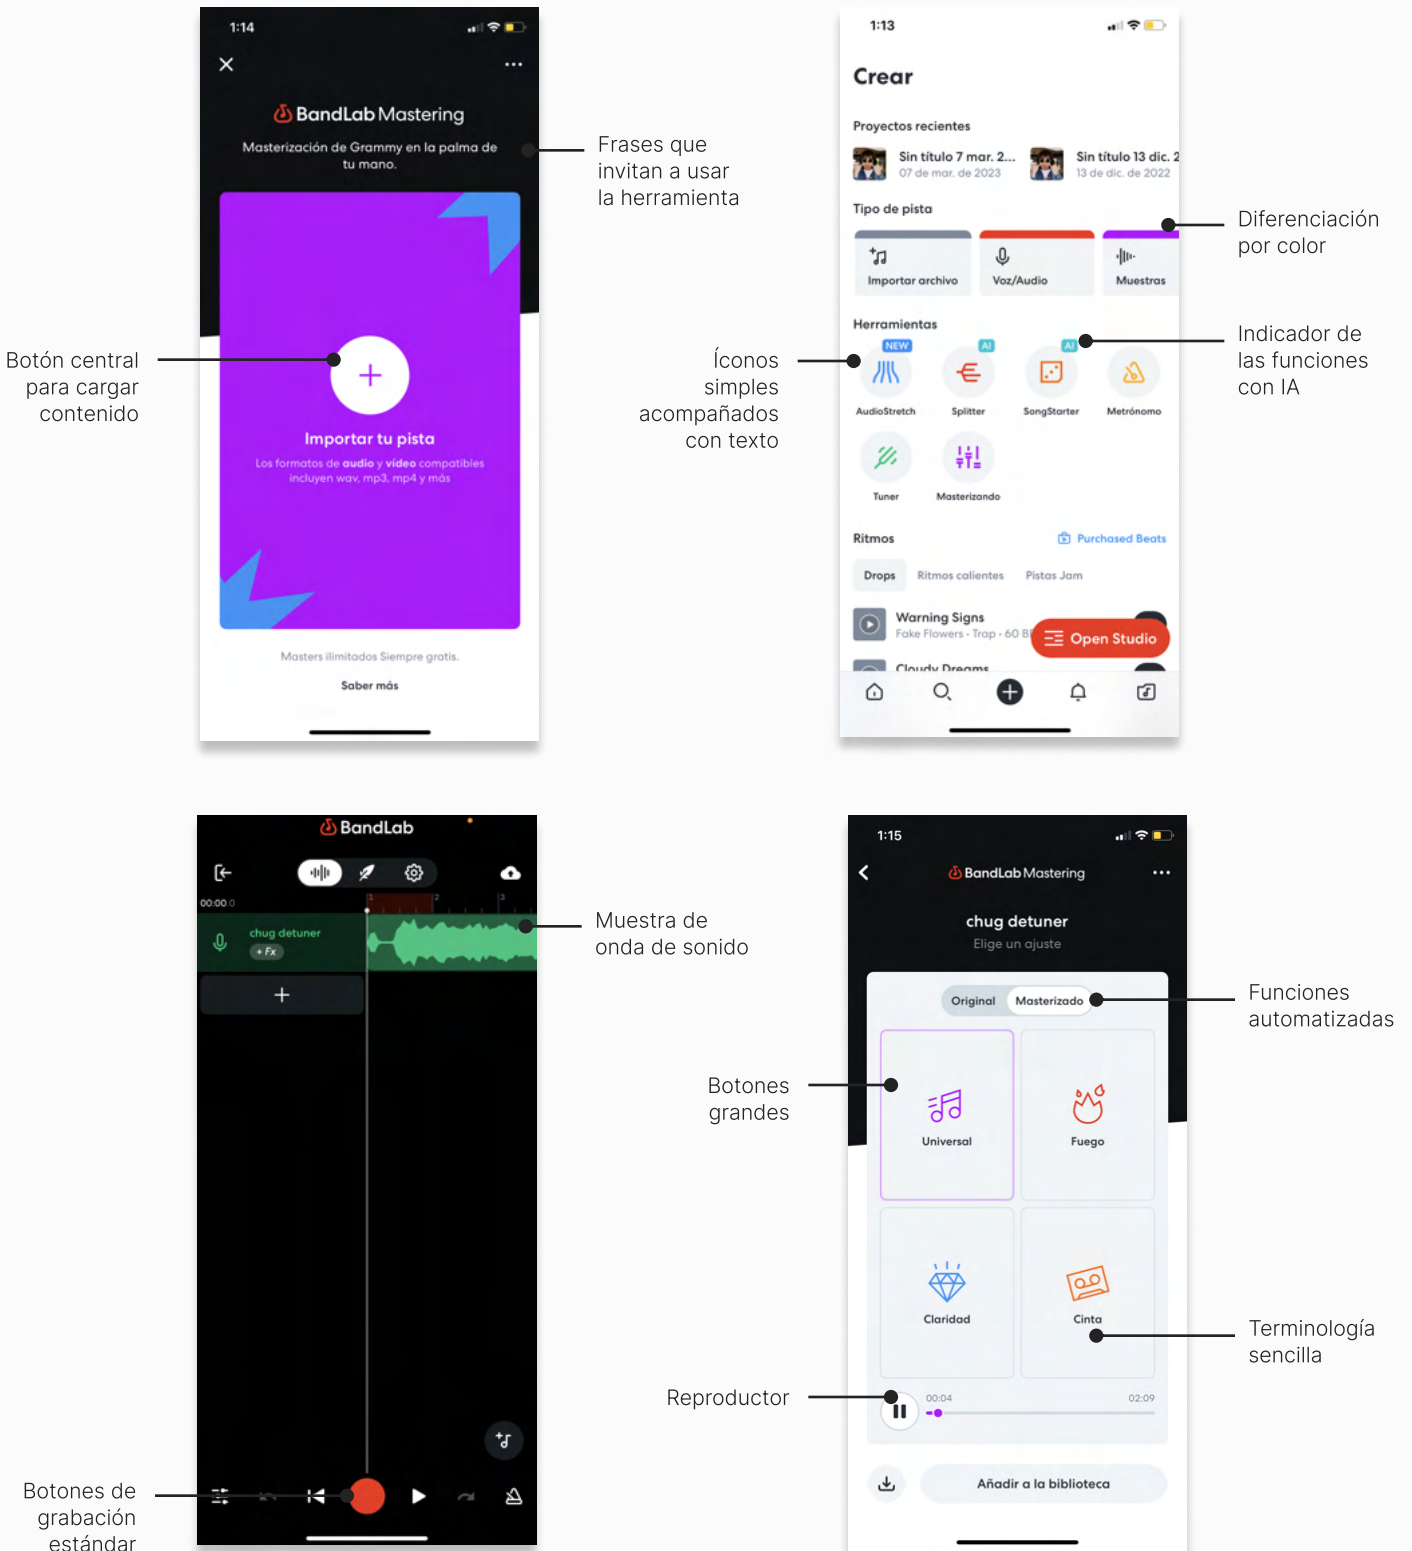 1:14
BandLab Mastering
Masterización de Grammy en la palma de
tu mano.
Importar tu pista
Los formatos de audio y vídeo compatibles
incluyen wav, mp3, mp4 y más
Masters ilimitados Siempre gratis.
Saber más
Botón central
para cargar
contenido
Frases que
invitan a usar
la herramienta
1:13
Crear
Proyectos recientes
Sin título 7 mar. 2...
07 de mar. de 2023
Sin título 13 dic. 2
13 de dic. de 2022
Tipo de pista
Importar archivo
Voz/Audio
Muestras
Herramientas
NEW
AI
AI
AudioStretch
Splitter
SongStarter
Metrónomo
Tuner
Masterizando
Ritmos
Purchased Beats
Drops
Ritmos calientes
Pistas Jam
Warning Signs
Fake Flowers • Trap • 60 B
Open Studio
Cloudy Dreams
Íconos
simples
acompañados
con texto
Diferenciación
por color
Indicador de
las funciones
con IA
BandLab
00:00.0
1
2
3
chug detuner
+ Fx
Muestra de
onda de sonido
Botones de
grabación
estándar
1:15
BandLab Mastering
chug detuner
Elige un ajuste
Original
Masterizado
Universal
Fuego
Claridad
Cinta
00:04
02:09
Añadir a la biblioteca
Botones
grandes
Reproductor
Funciones
automatizadas
Terminología
sencilla